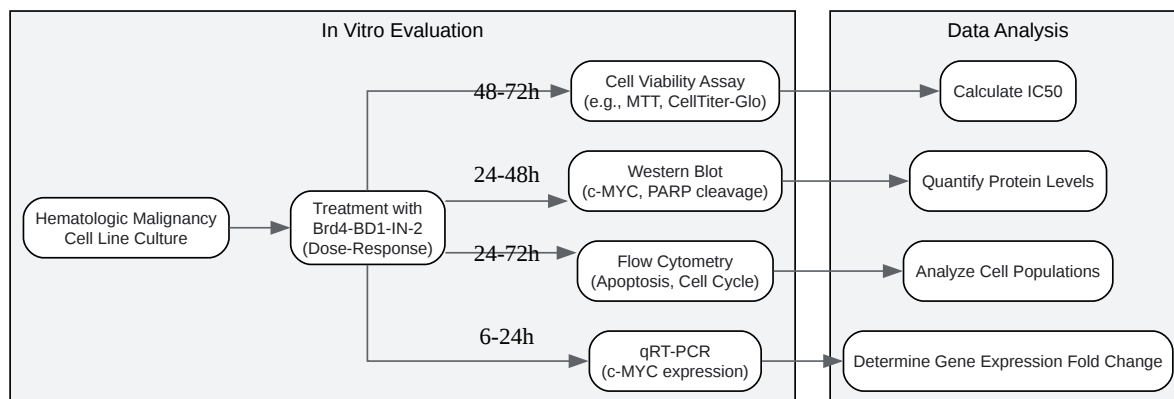 In Vitro Evaluation
Data Analysis
48-72h
Cell Viability Assay
(e.g., MTT, CellTiter-Glo)
Calculate IC50
24-48h
Western Blot
(c-MYC, PARP cleavage)
Quantify Protein Levels
Hematologic Malignancy
Cell Line Culture
Treatment with
Brd4-BD1-IN-2
(Dose-Response)
24-72h
Flow Cytometry
(Apoptosis, Cell Cycle)
Analyze Cell Populations
6-24h
qRT-PCR
(c-MYC expression)
Determine Gene Expression Fold Change